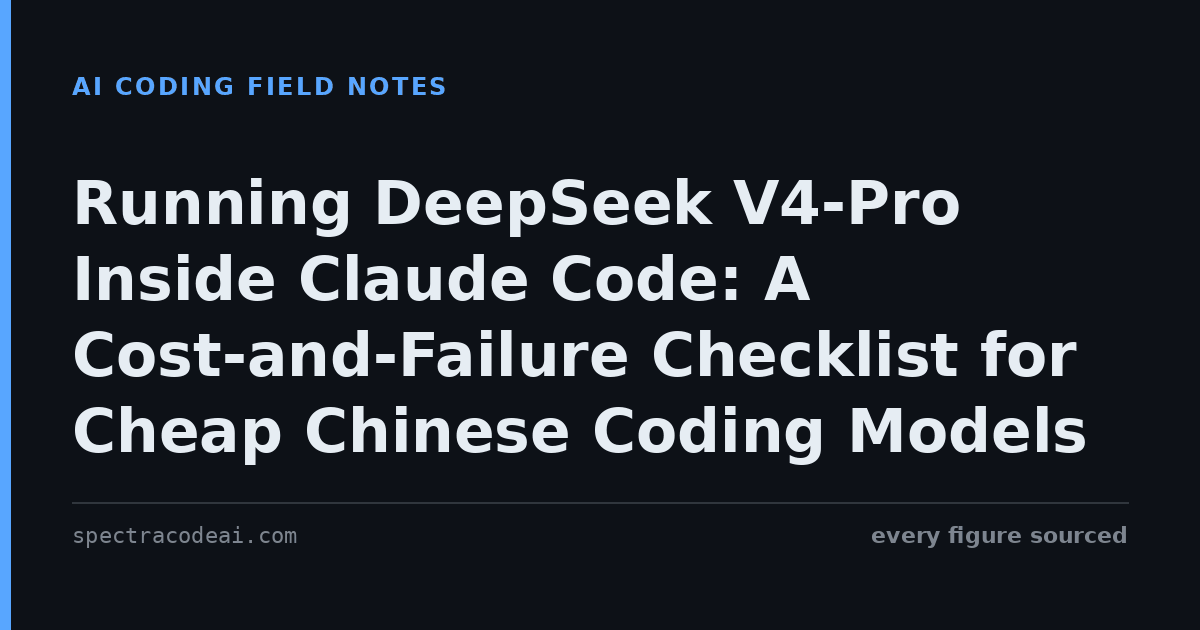 AI CODING FIELD NOTES
Running DeepSeek V4-Pro
Inside Claude Code: A
Cost-and-Failure Checklist for
Cheap Chinese Coding Models
spectracodeai.com
every figure sourced